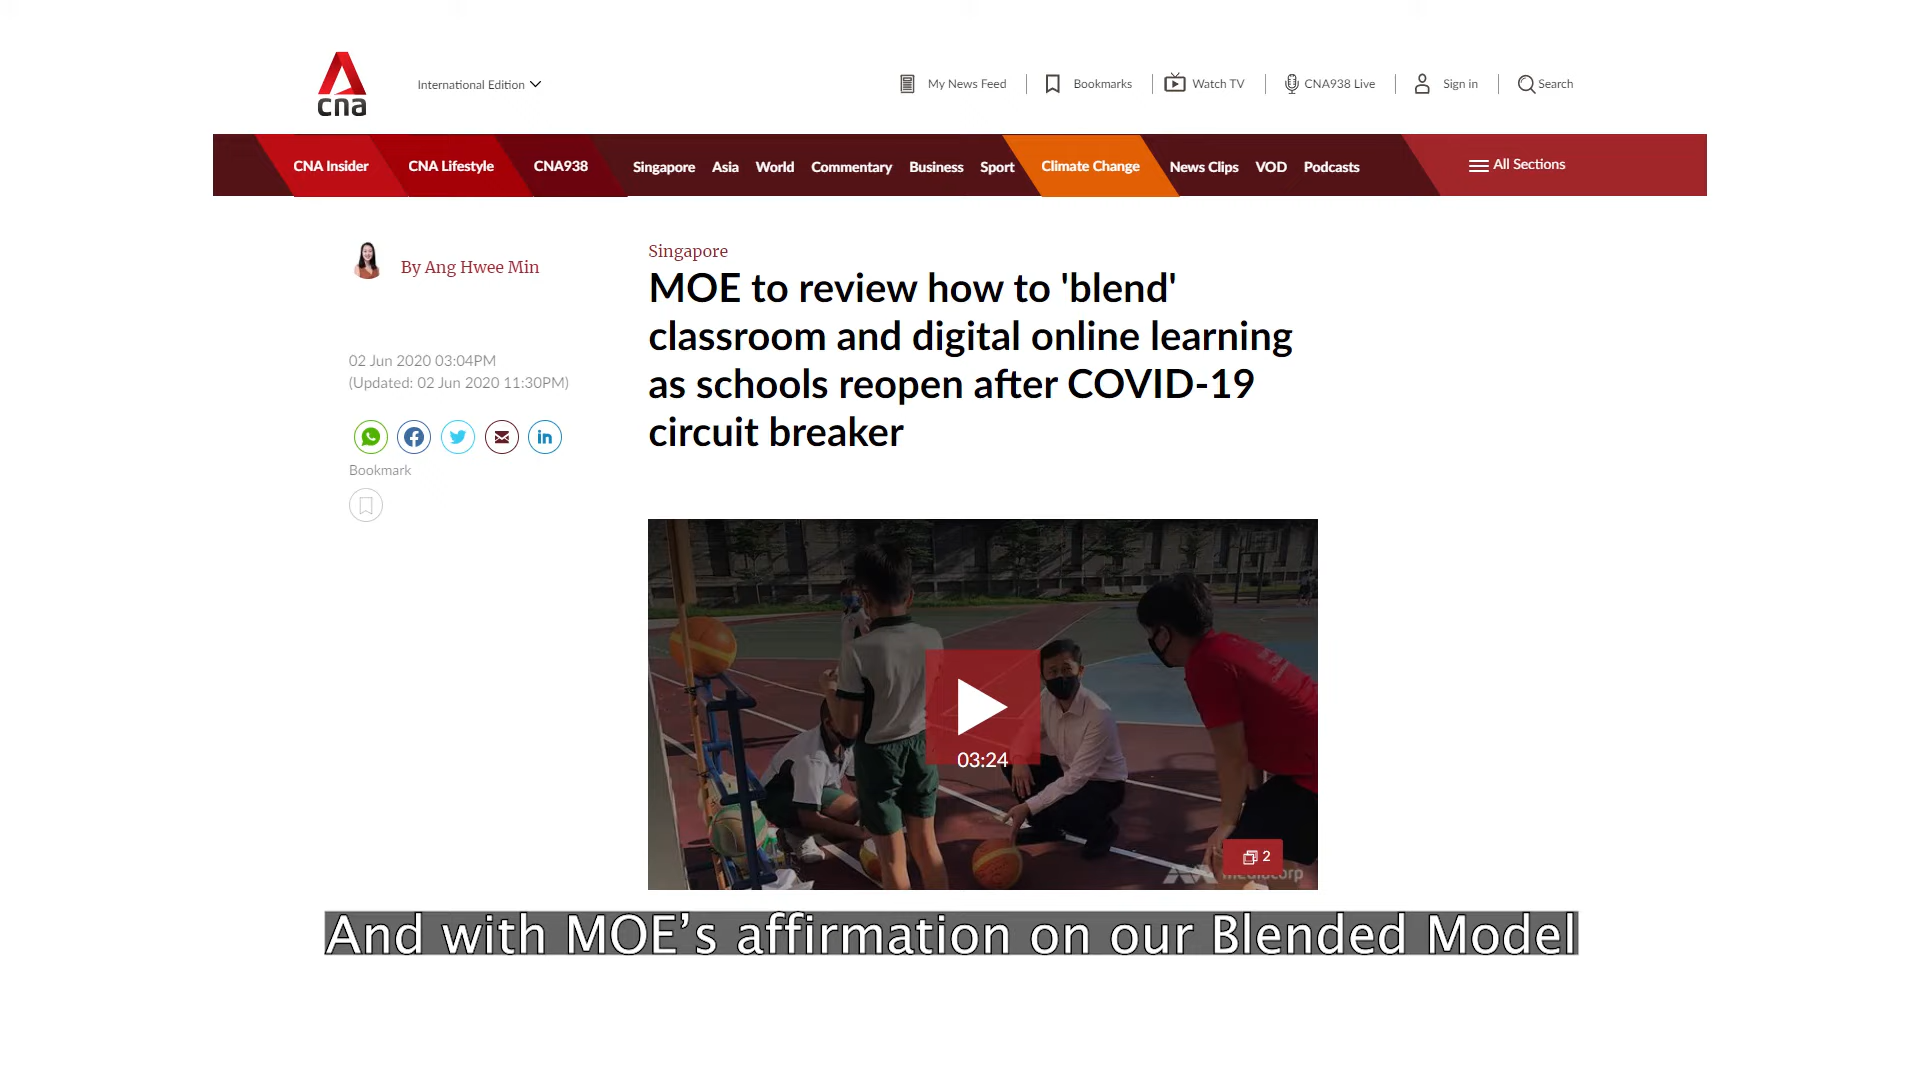 cna
International Edition
My News Feed
Bookmarks
Watch TV
CNA938 Live
Sign in
Search
CNA Insider
CNA Lifestyle
CNA938
Singapore
Asia
World
Commentary
Business
Sport
Climate Change
News Clips
VOD
Podcasts
All Sections
By Ang Hwee Min
02 Jun 2020 03:04PM
(Updated: 02 Jun 2020 11:30PM)
Bookmark
Singapore
MOE to review how to 'blend'
classroom and digital online learning
as schools reopen after COVID-19
circuit breaker
03:24
2
mediacorp
And with MOE’s affirmation on our Blended Model